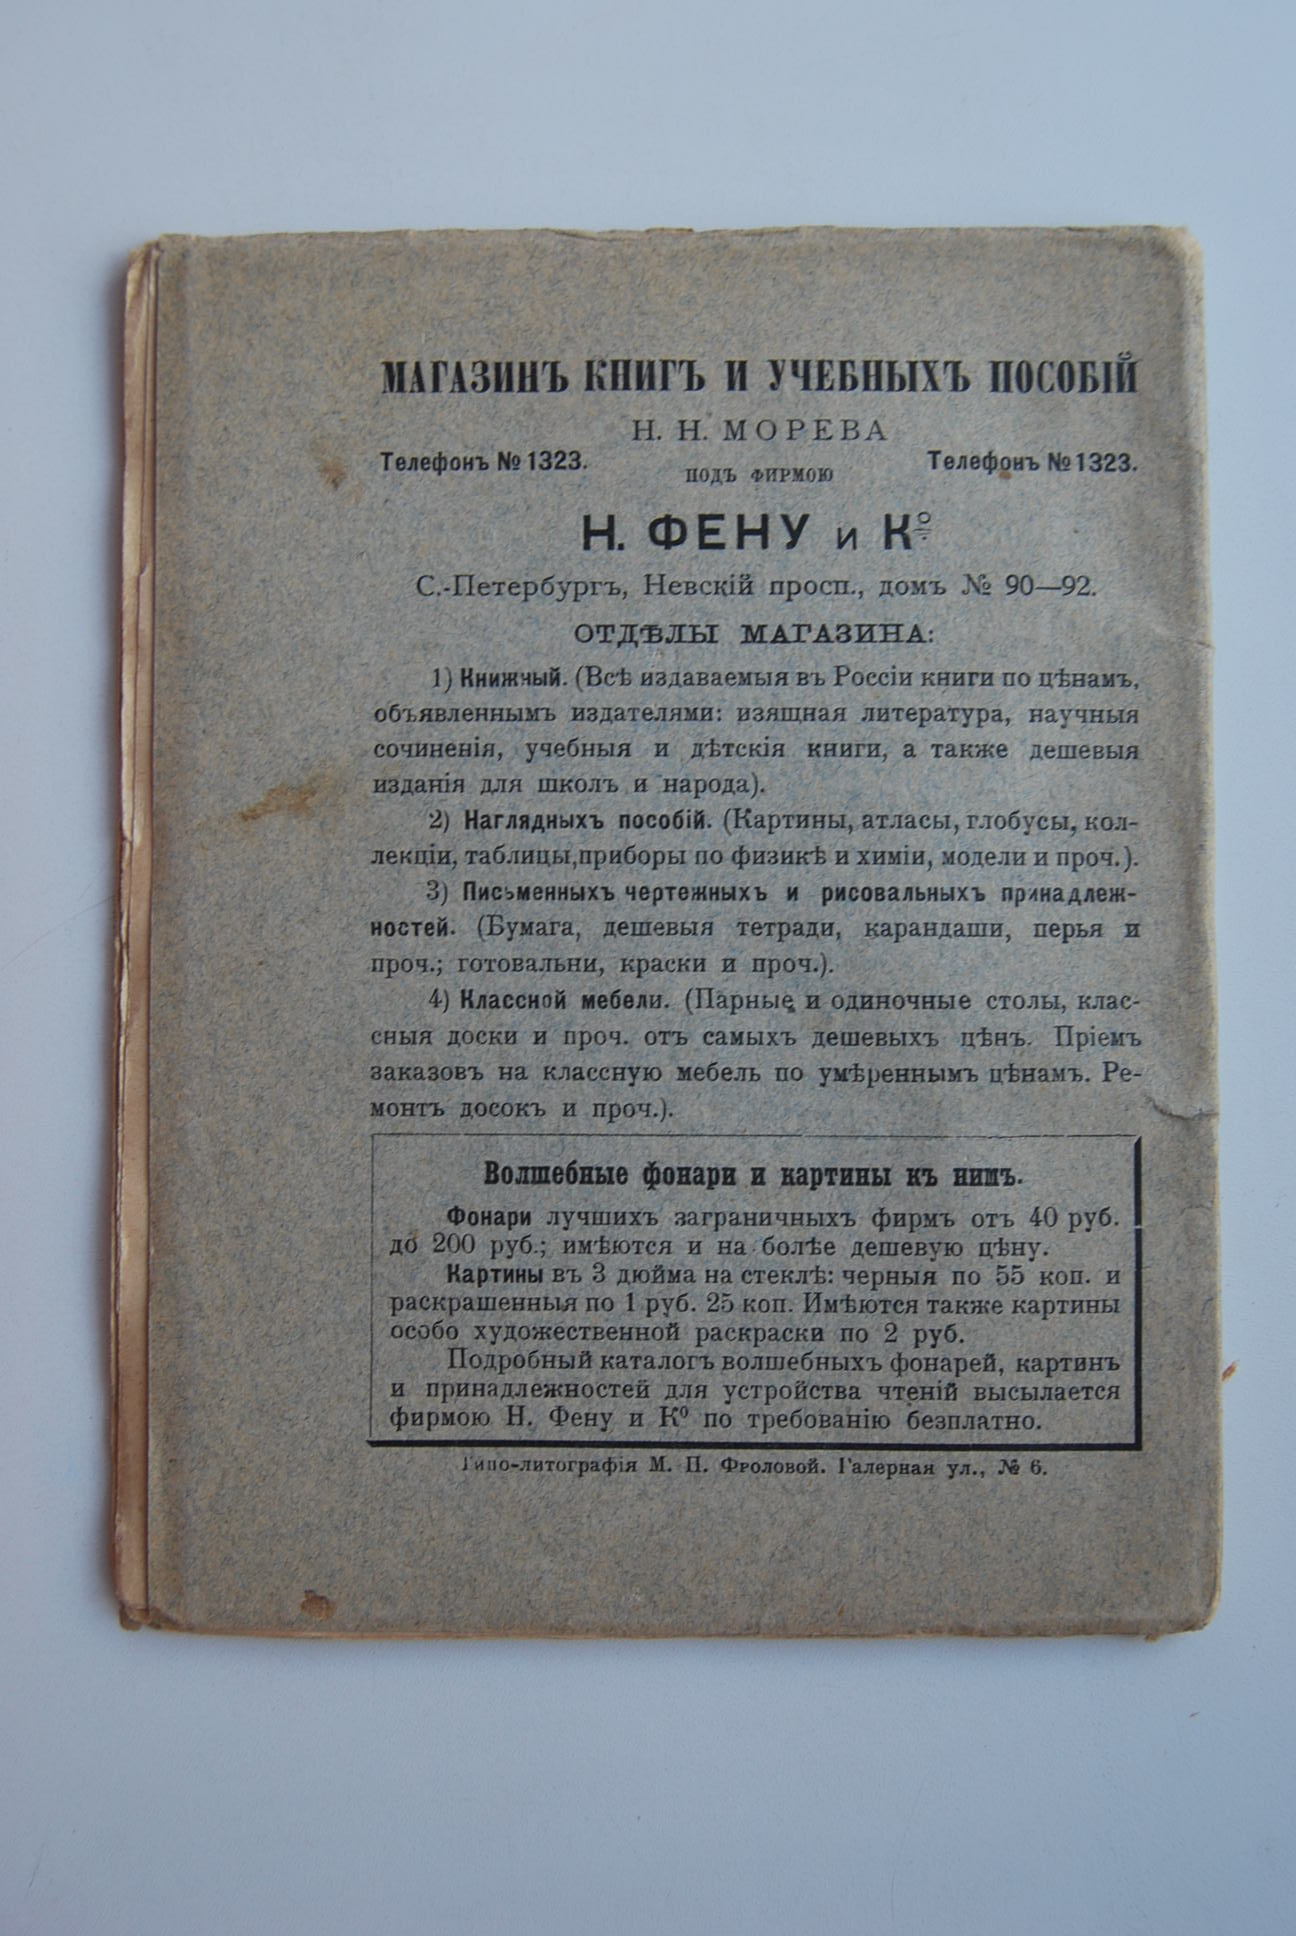 МАГАЗИНЪ КНИГЪ И УЧЕБНЫХЪ ПОСОБІЙ
Н. Н. МОРЕВА
Телефонъ № 1323. ПОДЪ ФИРМОЮ Телефонъ № 1323.
Н. ФЕНУ и Кº
С.-Петербургъ, Невскій просп., домъ № 90—92.
ОТДѢЛЫ МАГАЗИНА:
1) Книжный. (Всѣ издаваемыя въ Россіи книги по цѣнамъ,
объявленнымъ издателями: изящная литература, научныя
сочиненія, учебныя и дѣтскія книги, а также дешевыя
изданія для школъ и народа).
2) Наглядныхъ пособій. (Картины, атласы, глобусы, кол-
лекціи, таблицы,приборы по физикѣ и химіи, модели и проч.).
3) Письменныхъ чертежныхъ и рисовальныхъ принадлеж-
ностей. (Бумага, дешевыя тетради, карандаши, перья и
проч.; готовальни, краски и проч.).
4) Классной мебели. (Парные и одиночные столы, клас-
сныя доски и проч. отъ самыхъ дешевыхъ цѣнъ. Пріемъ
заказовъ на классную мебель по умѣреннымъ цѣнамъ. Ре-
монтъ досокъ и проч.).
Волшебные фонари и картины къ нимъ.
Фонари лучшихъ заграничныхъ фирмъ отъ 40 руб.
до 200 руб.; имѣются и на болѣе дешевую цѣну.
Картины въ 3 дюйма на стеклѣ: черныя по 55 коп. и
раскрашенныя по 1 руб. 25 коп. Имѣются также картины
особо художественной раскраски по 2 руб.
Подробный каталогъ волшебныхъ фонарей, картинъ
и принадлежностей для устройства чтеній высылается
фирмою Н. Фену и Кº по требованію безплатно.
Типо-литографія М. П. Фроловой. Галерная ул., № 6.